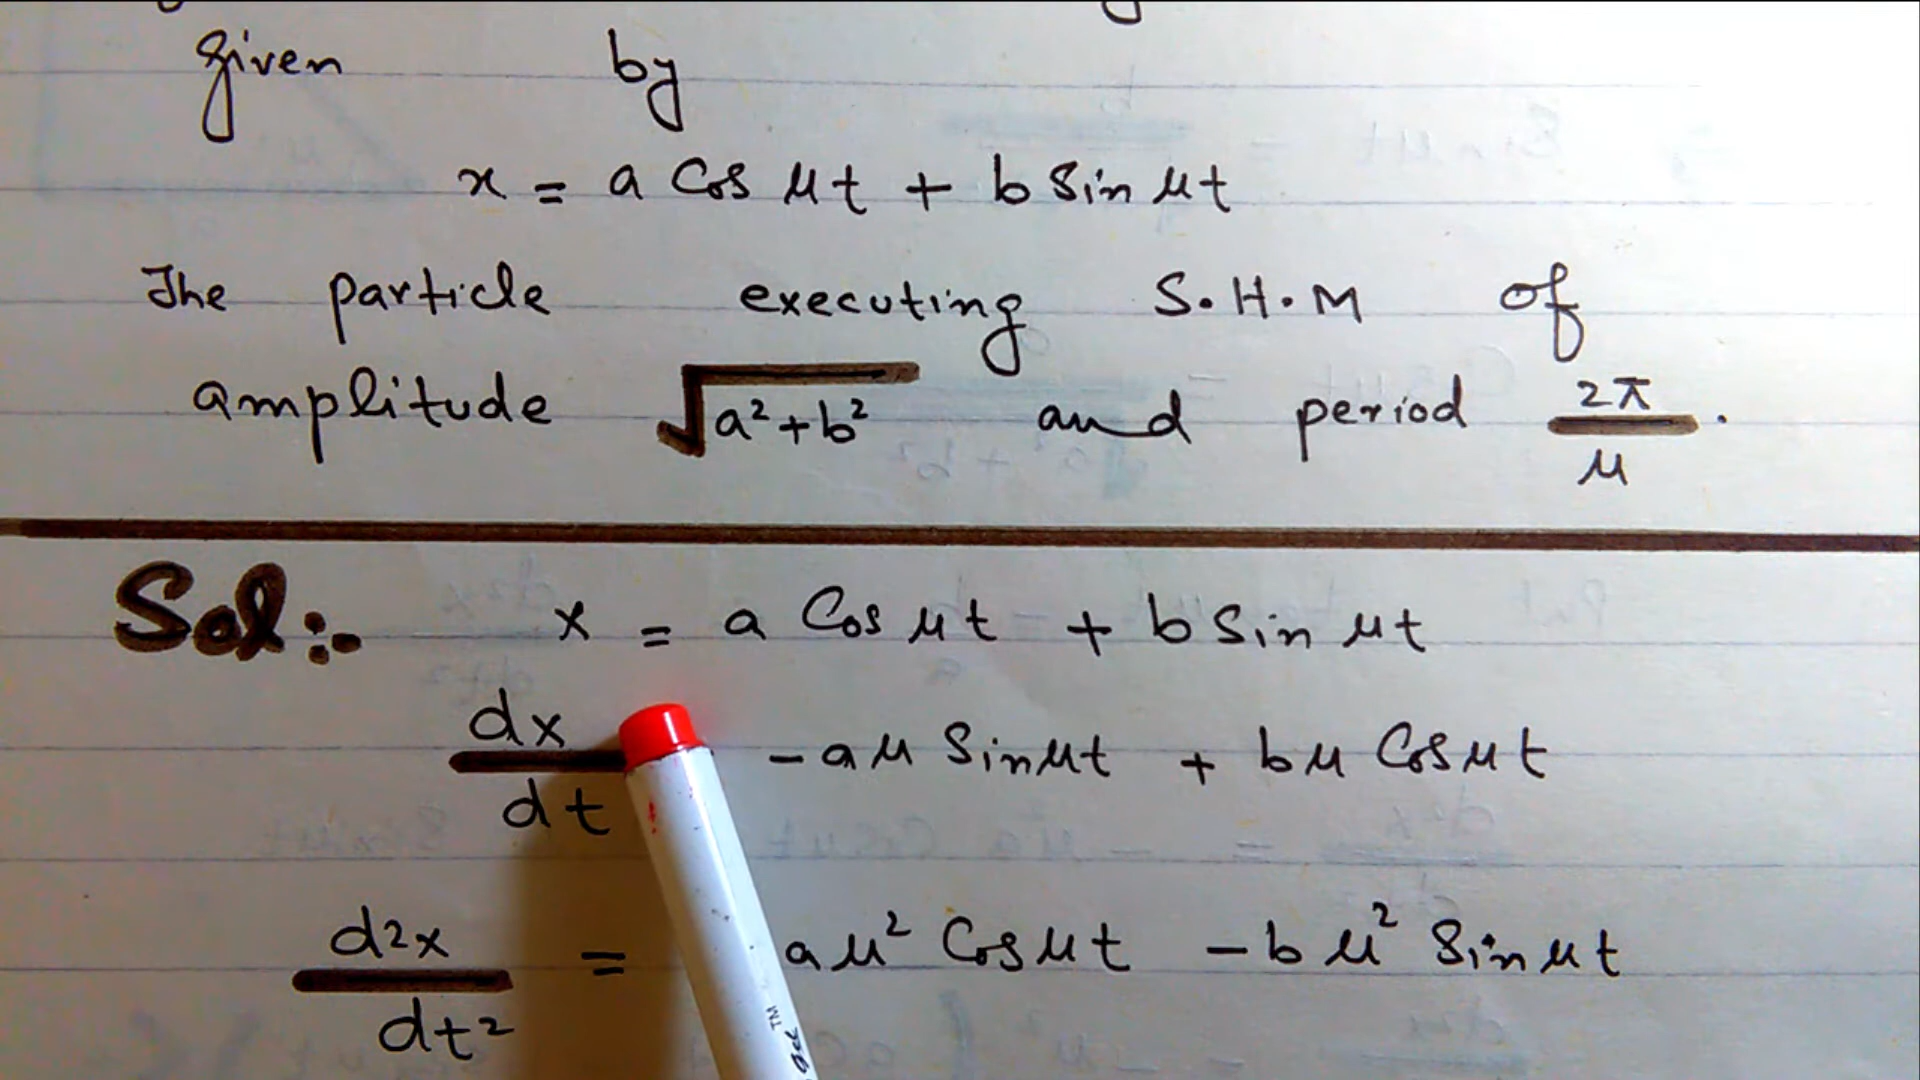 given by
x = a Cos μt + b Sin μt
The particle executing S.H.M of
amplitude √a²+b² and period 2π/μ.
Sol:- x = a Cos μt + b Sin μt
dx/dt -aμ Sinμt + bμ Cosμt
d2x/dt2 = aμ² Cosμt -bμ² Sinμt